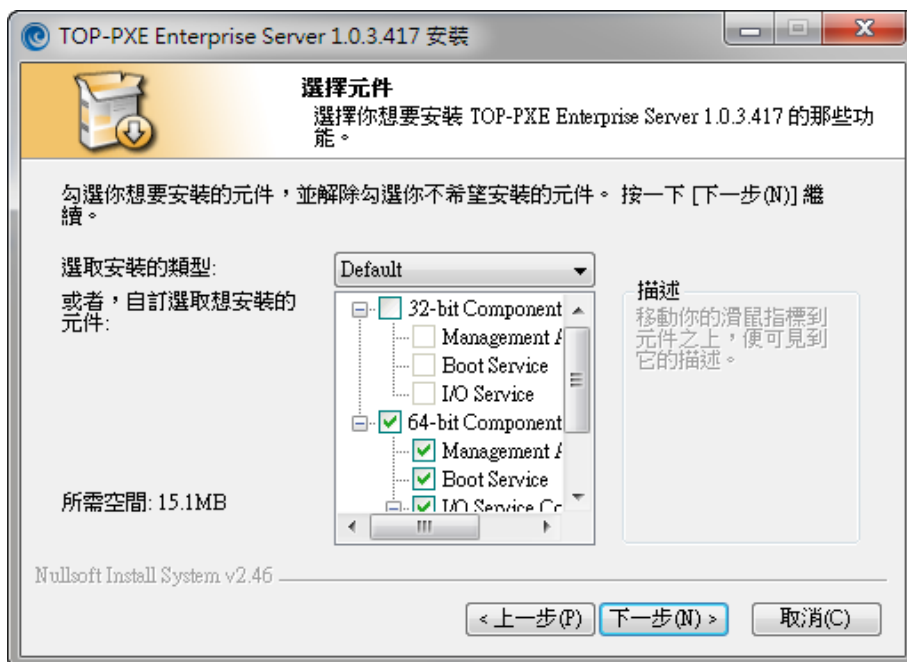 TOP-PXE Enterprise Server 1.0.3.417 安裝
選擇元件
選擇你想要安裝 TOP-PXE Enterprise Server 1.0.3.417 的那些功
能。
勾選你想要安裝的元件，並解除勾選你不希望安裝的元件。 按一下 [下一步(N)] 繼
續。
選取安裝的類型:
Default
或者，自訂選取想安裝的
元件:
32-bit Component
Management
Boot Service
I/O Service
64-bit Component
Management
Boot Service
I/O Service
描述
移動你的滑鼠指標到
元件之上，便可見到
它的描述。
所需空間: 15.1MB
Nullsoft Install System v2.46
< 上一步(P)
下一步(N) >
取消(C)